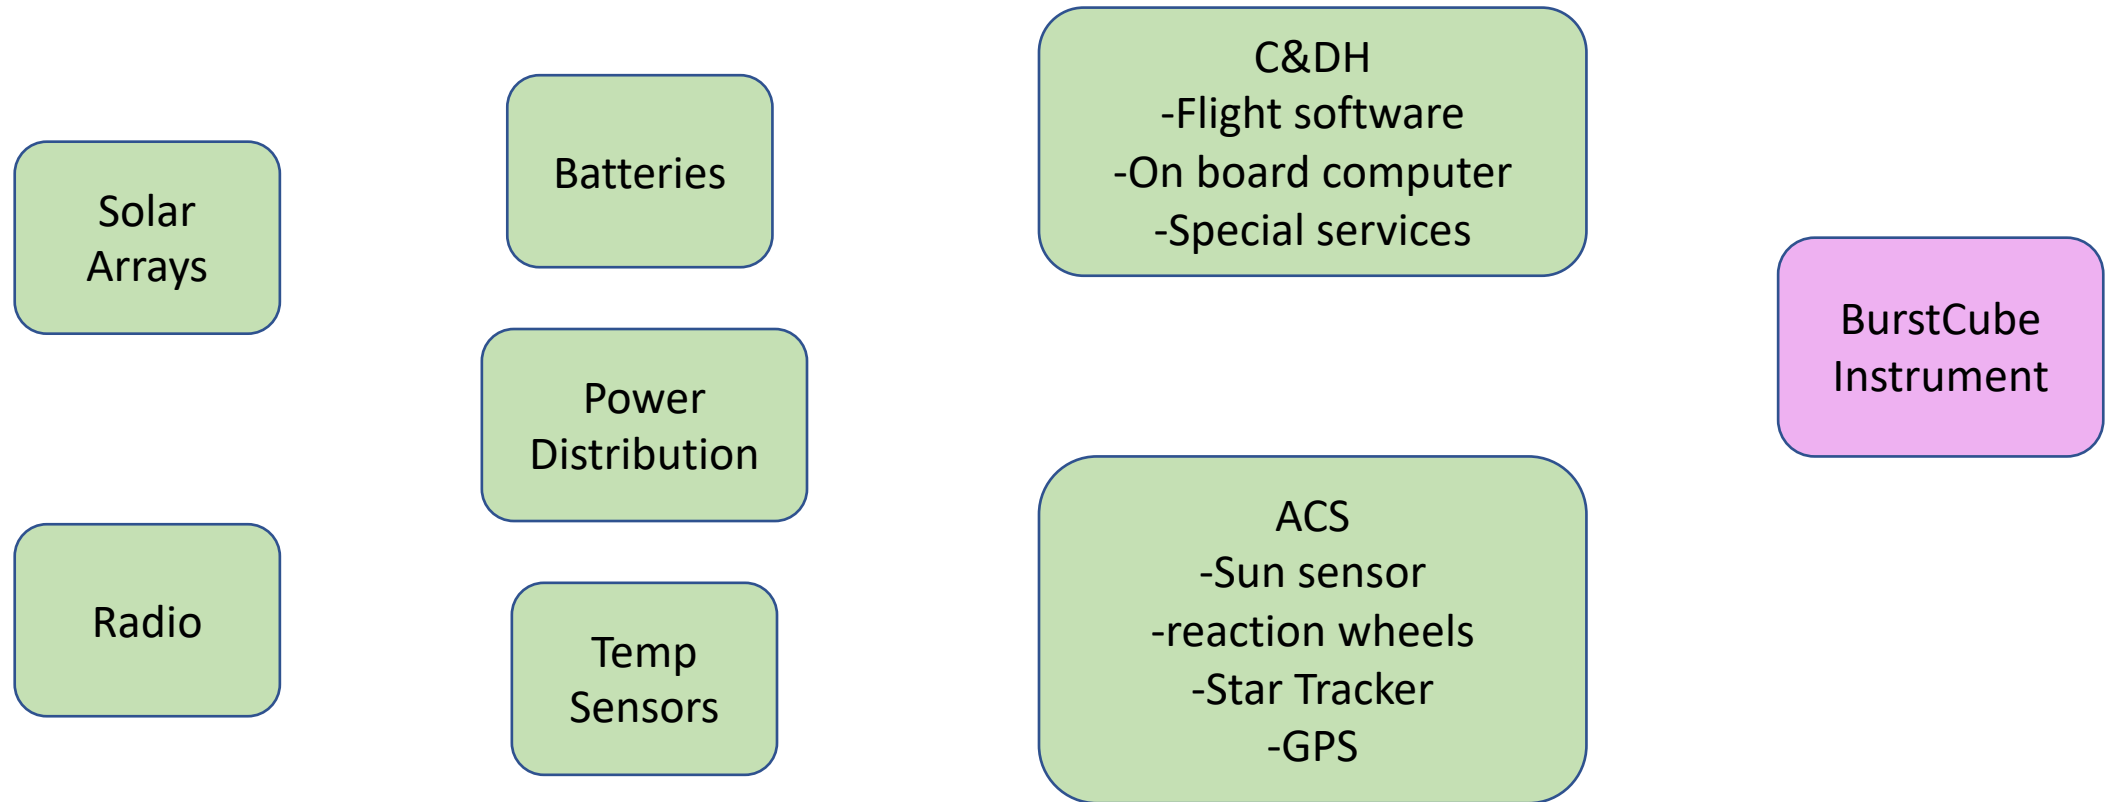 Solar
Arrays
Radio
Batteries
Power
Distribution
Temp
Sensors
C&DH
-Flight software
-On board computer
-Special services
ACS
-Sun sensor
-reaction wheels
-Star Tracker
-GPS
BurstCube
Instrument